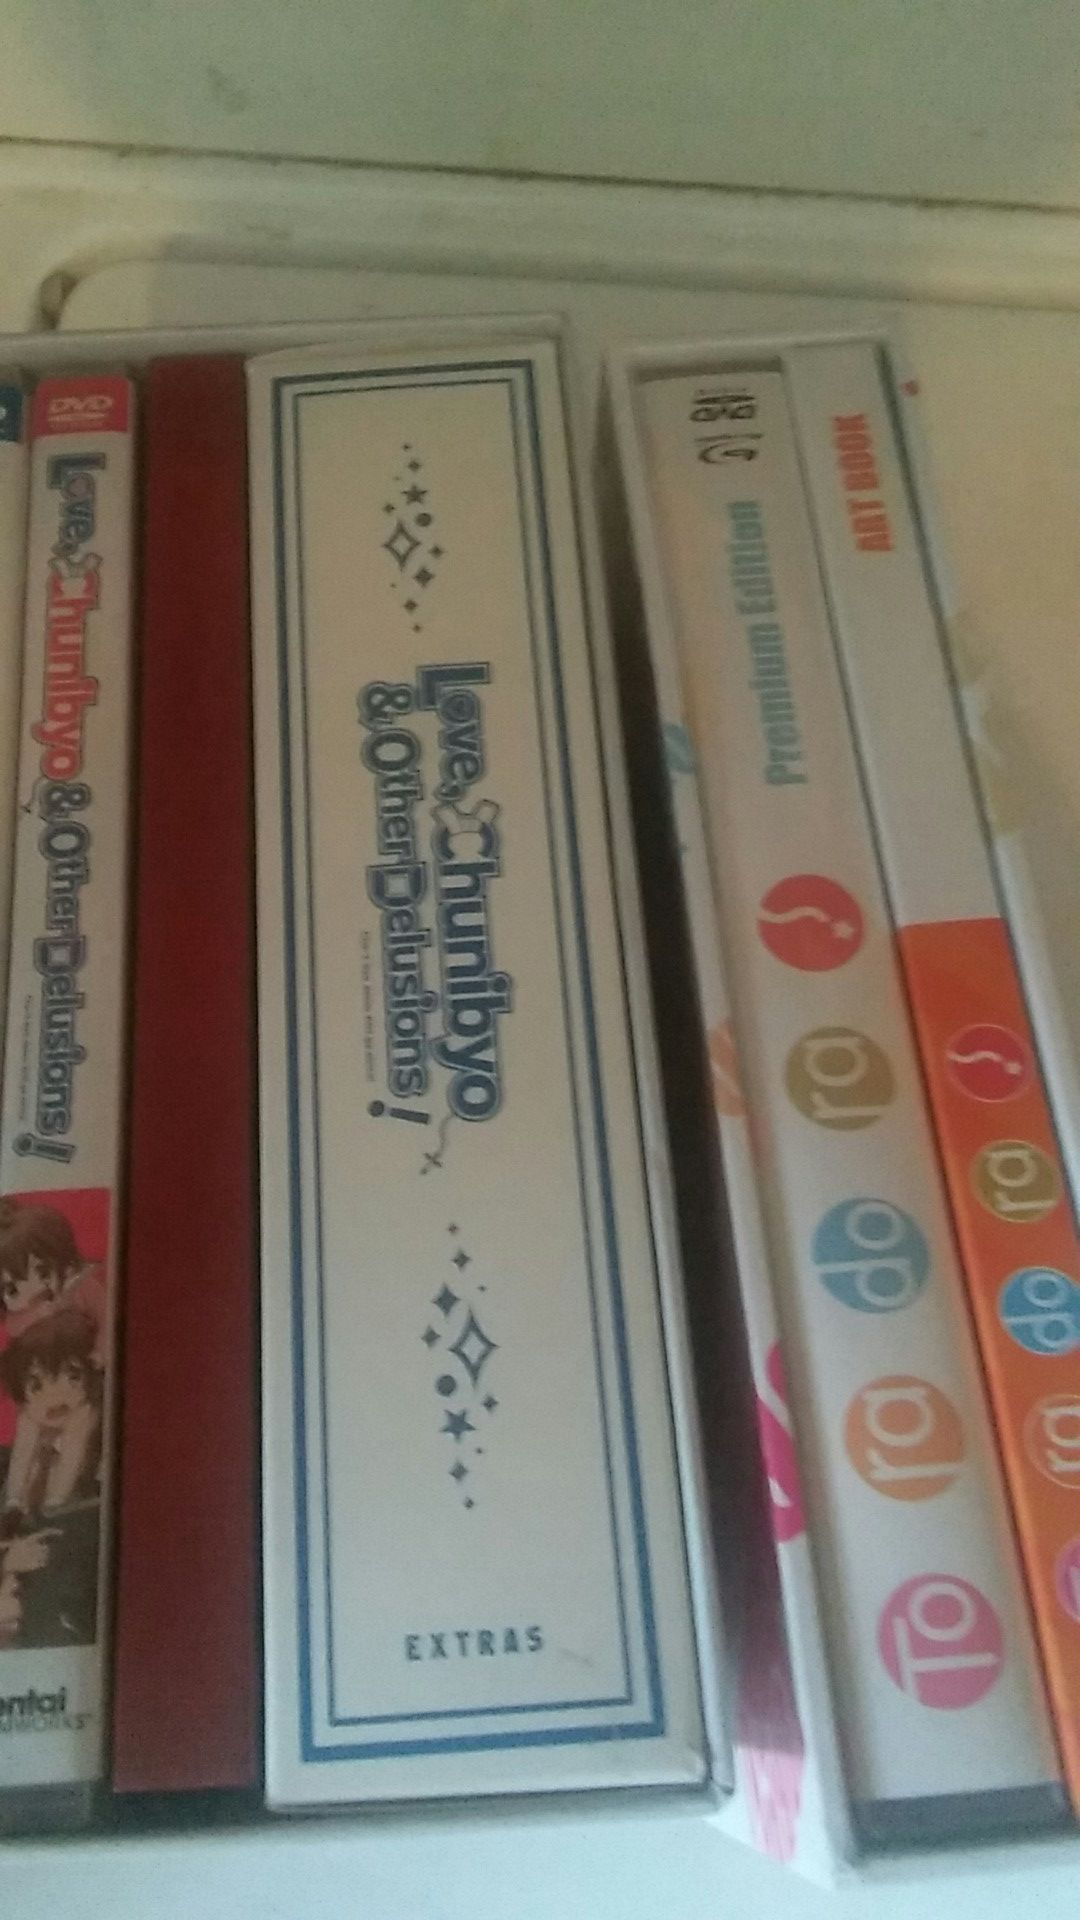 DVD
Love, Chunibyo & Other Delusions!
Love, Chunibyo
& Other Delusions!
EXTRAS
Premium Edition
To
ra
do
ra
ART BOOK
ra
do
ra